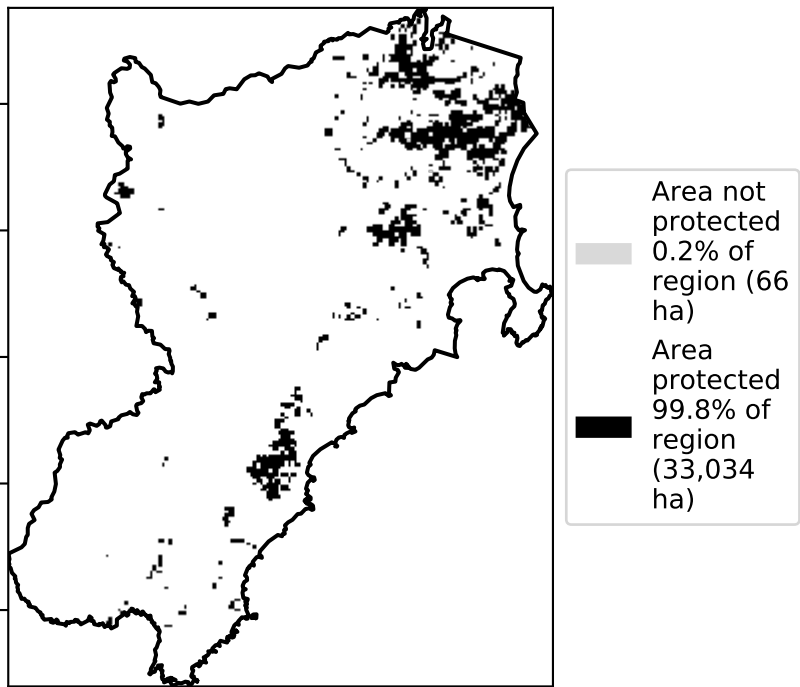 Area not
protected
0.2% of
region (66
ha)
Area
protected
99.8% of
region
(33,034
ha)